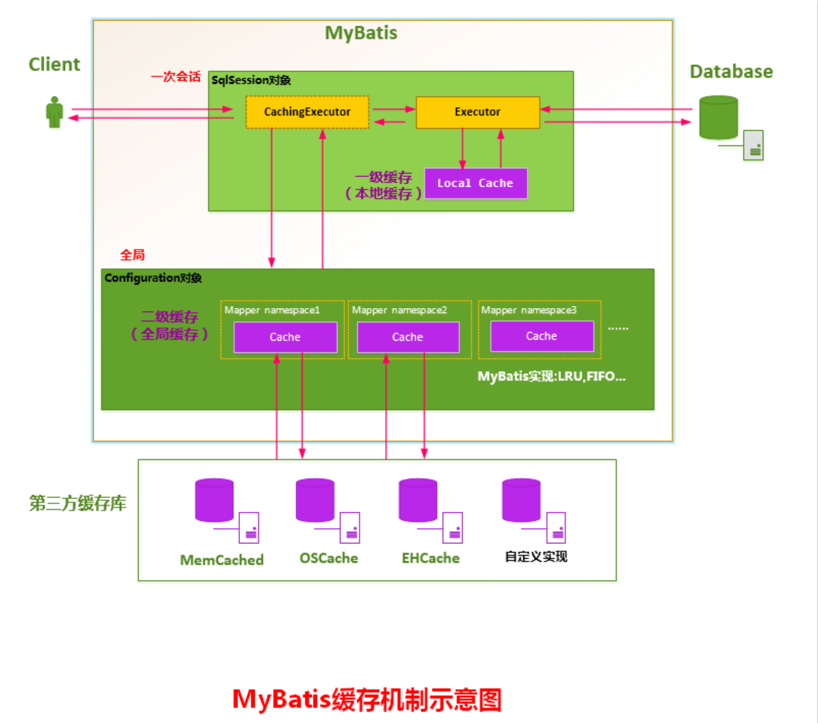 MyBatis
Client
一次会话
SqlSession对象
Database
CachingExecutor
Executor
一级缓存
（本地缓存）
Local Cache
全局
Configuration对象
二级缓存
（全局缓存）
Mapper namespace1
Mapper namespace2
Mapper namespace3
Cache
Cache
Cache
......
MyBatis实现:LRU,FIFO...
第三方缓存库
MemCached
OSCache
EHCache
自定义实现
MyBatis缓存机制示意图